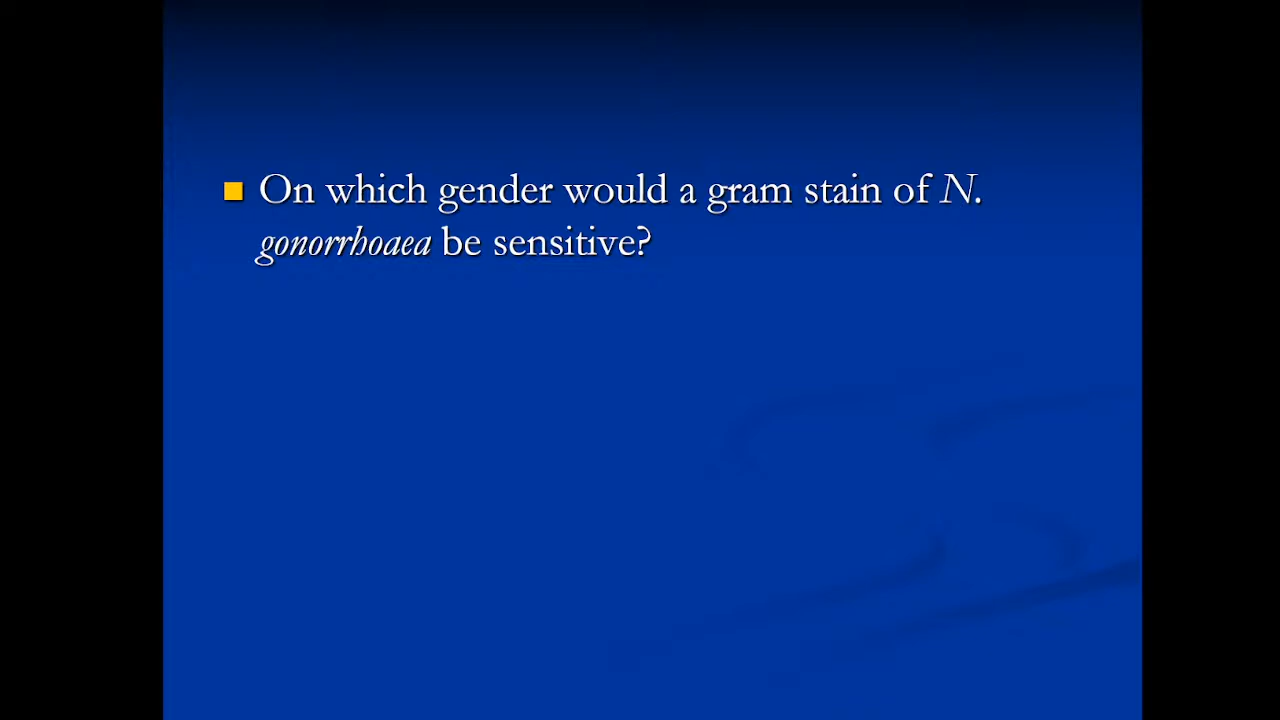 On which gender would a gram stain of N.
gonorrhoaea be sensitive?